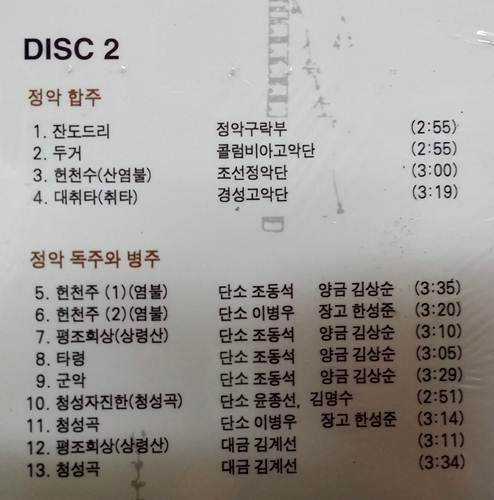 DISC 2
정악 합주
1. 잔도드리 정악구락부 (2:55)
2. 두거 콜럼비아고악단 (2:55)
3. 헌천수(산염불) 조선정악단 (3:00)
4. 대취타(취타) 경성고악단 (3:19)
정악 독주와 병주
5. 헌천주 (1)(염불) 단소 조동석 양금 김상순 (3:35)
6. 헌천주 (2)(염불) 단소 이병우 장고 한성준 (3:20)
7. 평조회상(상령산) 단소 조동석 양금 김상순 (3:10)
8. 타령 단소 조동석 양금 김상순 (3:05)
9. 군악 단소 조동석 양금 김상순 (3:29)
10. 청성자진한(청성곡) 단소 윤종선, 김명수 (2:51)
11. 청성곡 단소 이병우 장고 한성준 (3:14)
12. 평조회상(상령산) 대금 김계선 (3:11)
13. 청성곡 대금 김계선 (3:34)